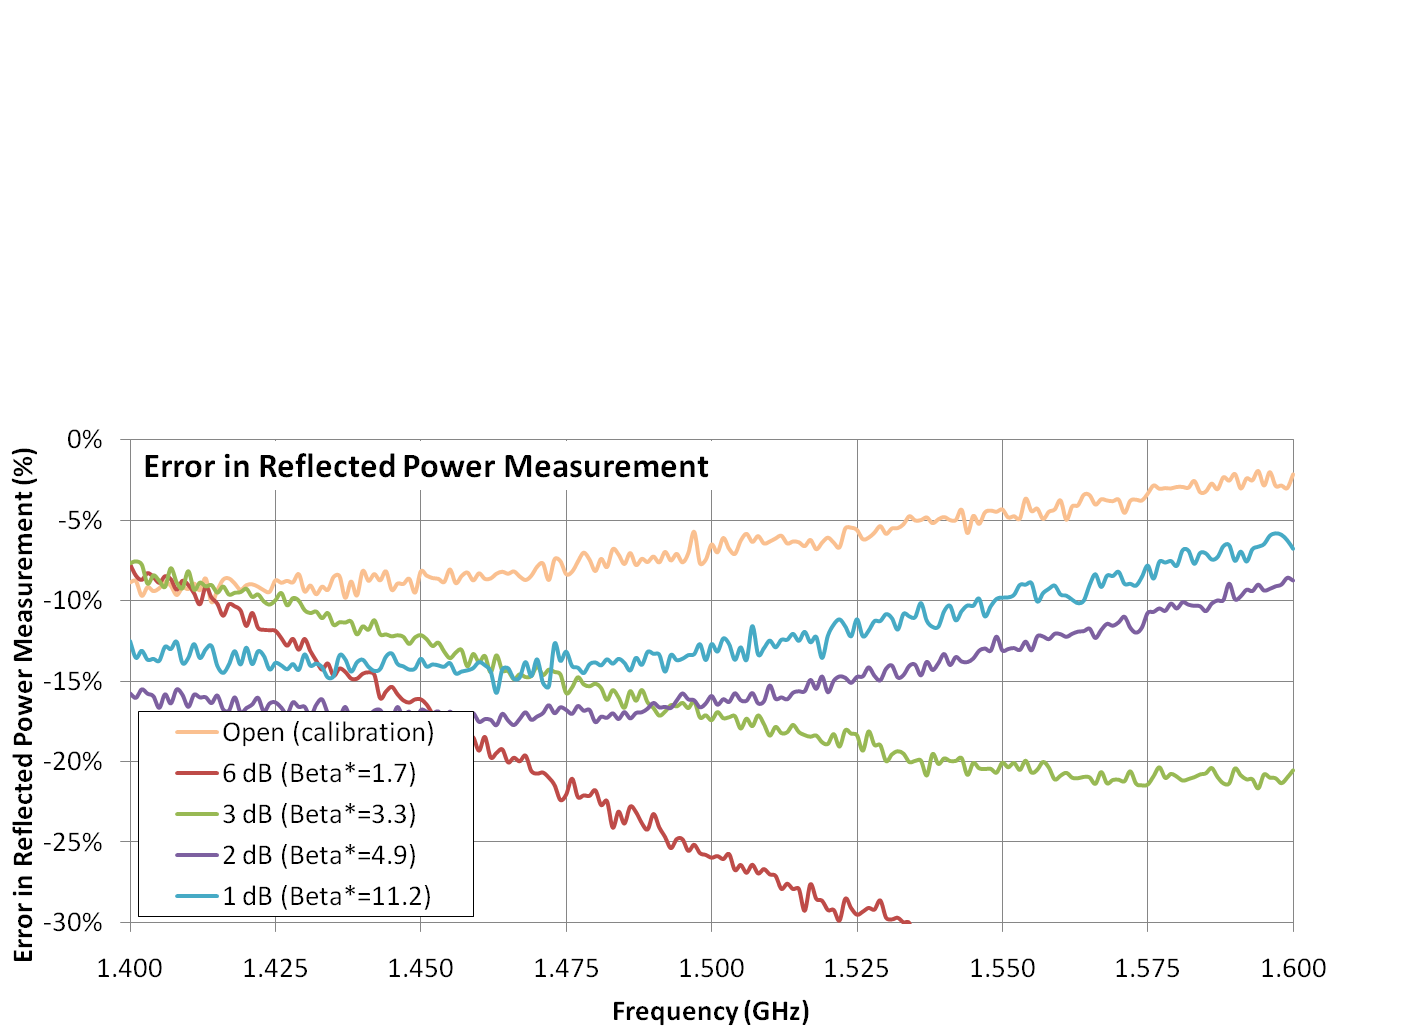 Error in Reflected Power Measurement
Error in Reflected Power Measurement (%)
0%
-5%
-10%
-15%
-20%
-25%
-30%
Open (calibration)
6 dB (Beta*=1.7)
3 dB (Beta*=3.3)
2 dB (Beta*=4.9)
1 dB (Beta*=11.2)
1.400 1.425 1.450 1.475 1.500 1.525 1.550 1.575 1.600
Frequency (GHz)